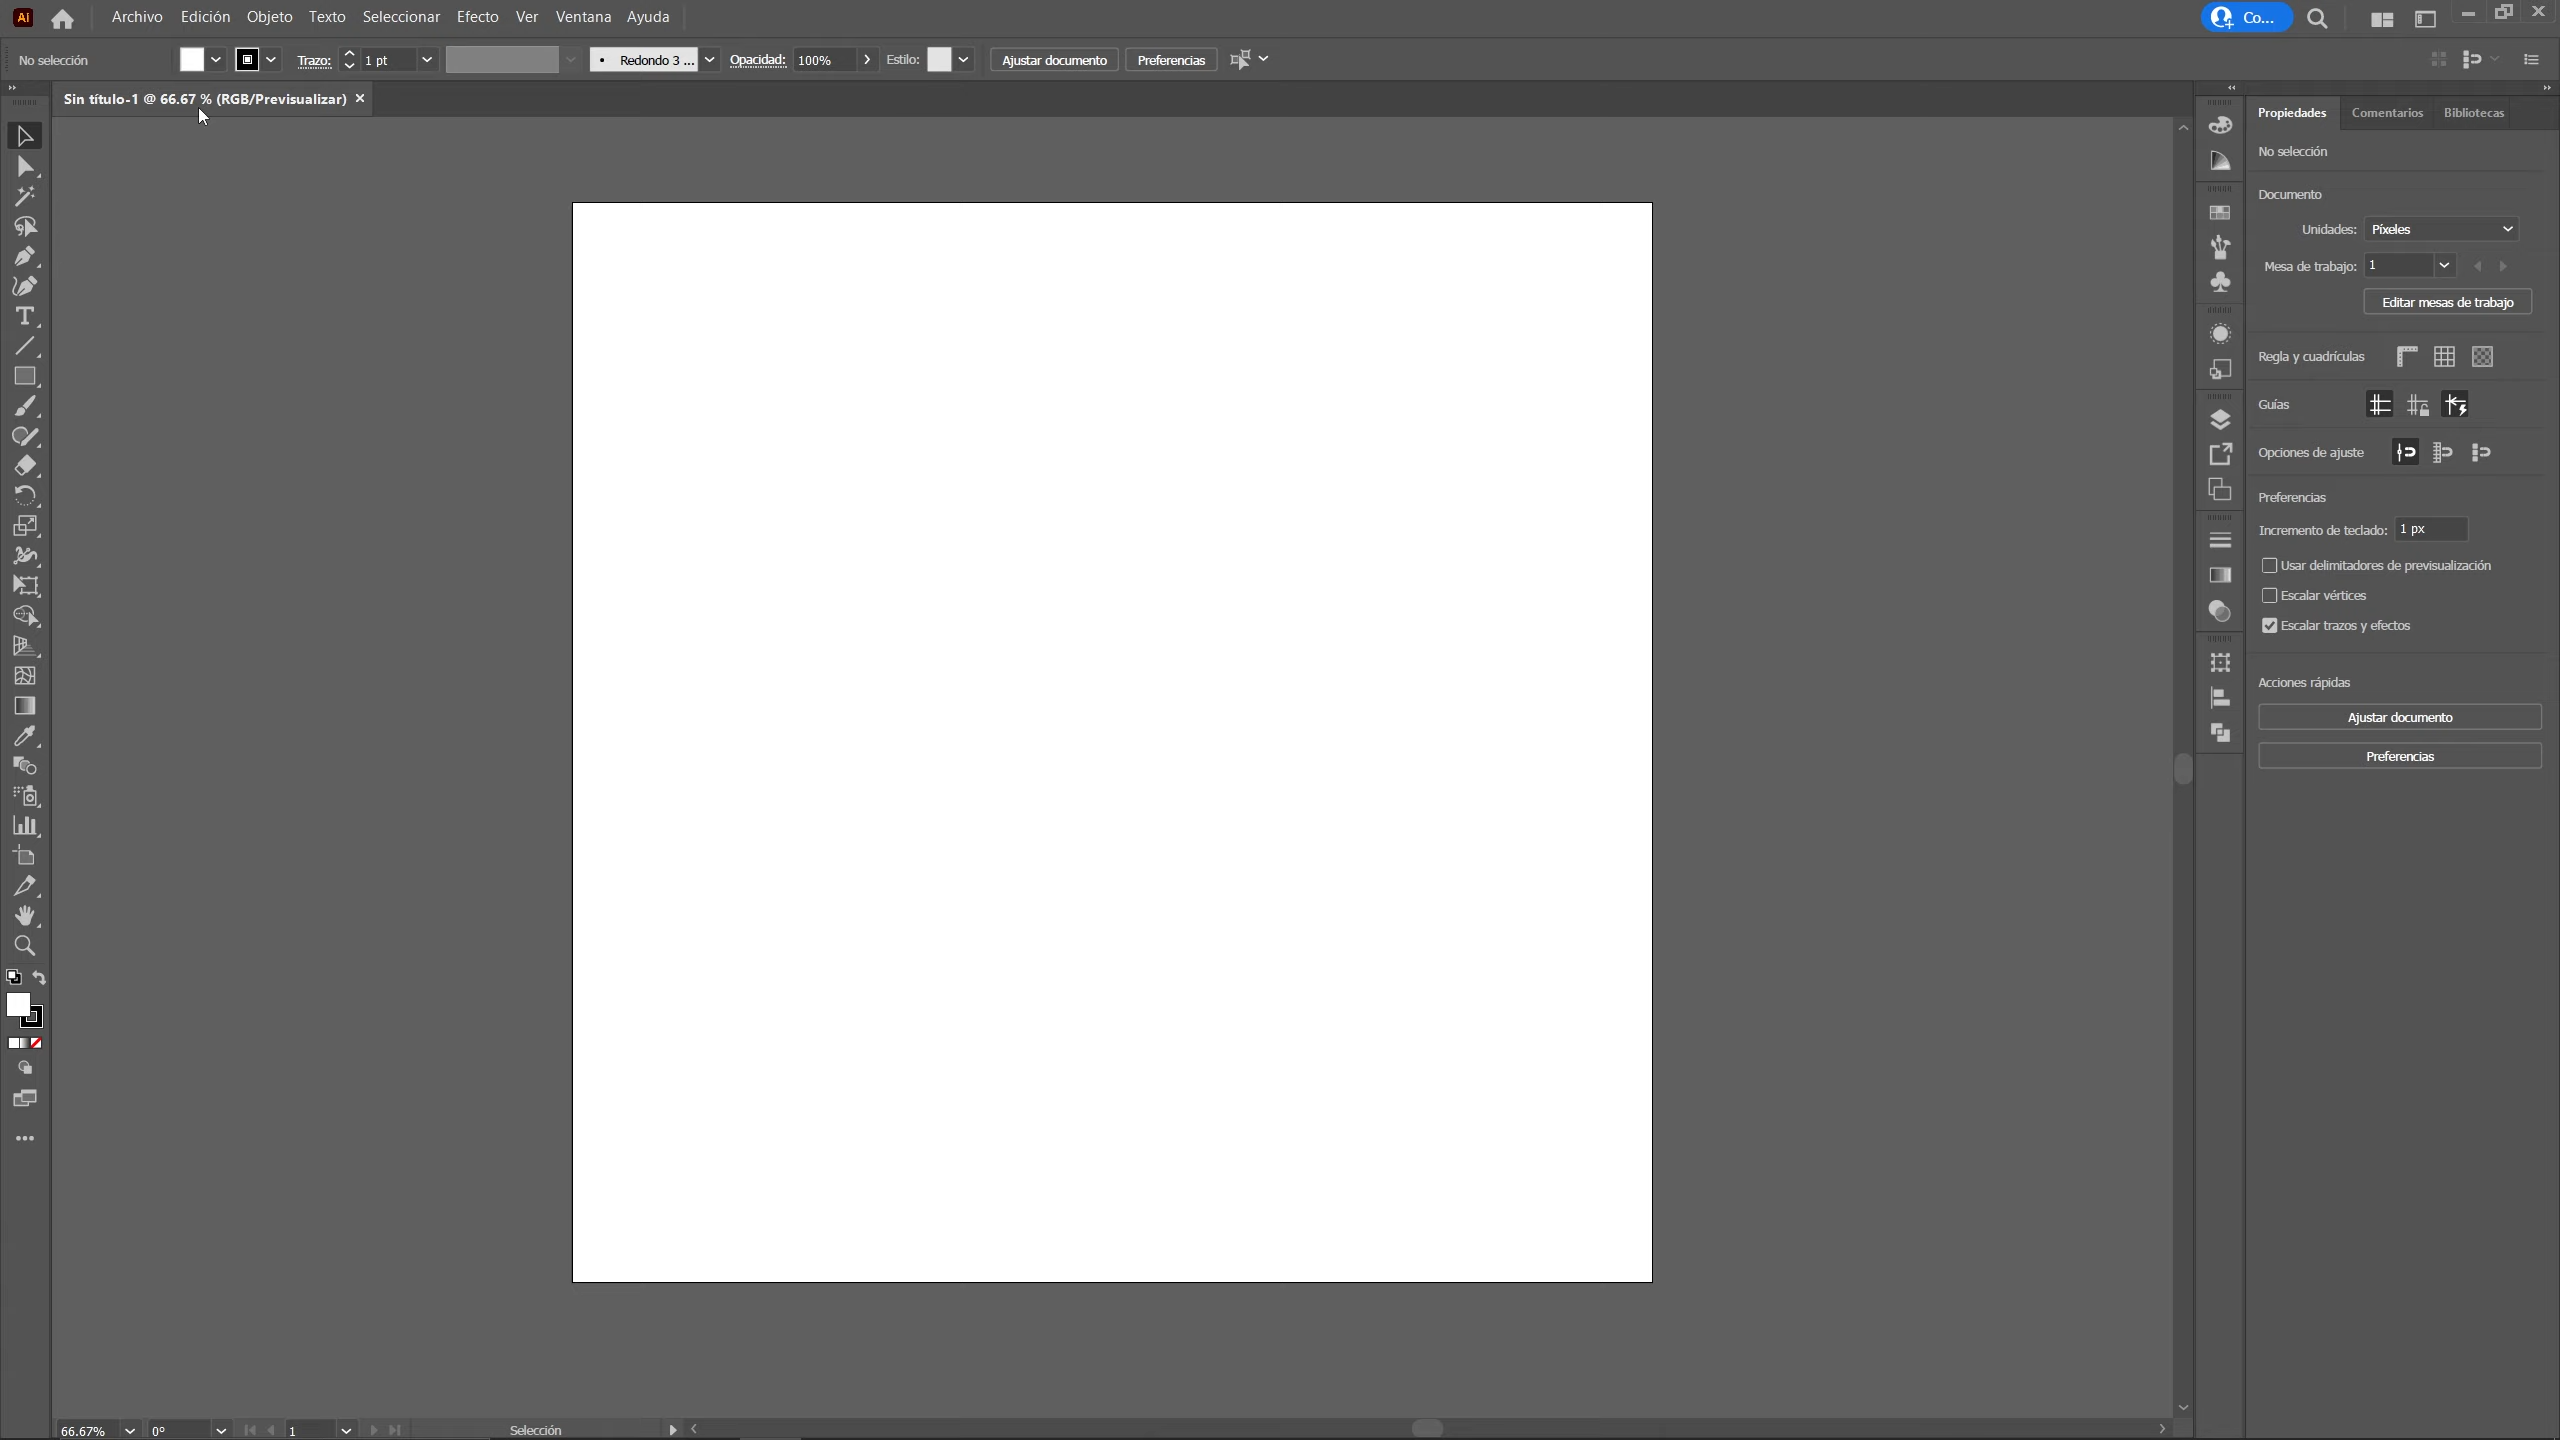 Ai
Archivo Edición Objeto Texto Seleccionar Efecto Ver Ventana Ayuda
Co...
No selección
Trazo: 1 pt
Redondo 3 ...
Opacidad: 100%
Estilo:
Ajustar documento
Preferencias
Sin título-1 @ 66.67 % (RGB/Previsualizar)
Propiedades Comentarios Bibliotecas
No selección
Documento
Unidades: Píxeles
Mesa de trabajo: 1
Editar mesas de trabajo
Regla y cuadrículas
Guías
Opciones de ajuste
Preferencias
Incremento de teclado: 1 px
Usar delimitadores de previsualización
Escalar vértices
Escalar trazos y efectos
Acciones rápidas
Ajustar documento
Preferencias
66.67% 0° 1 Selección